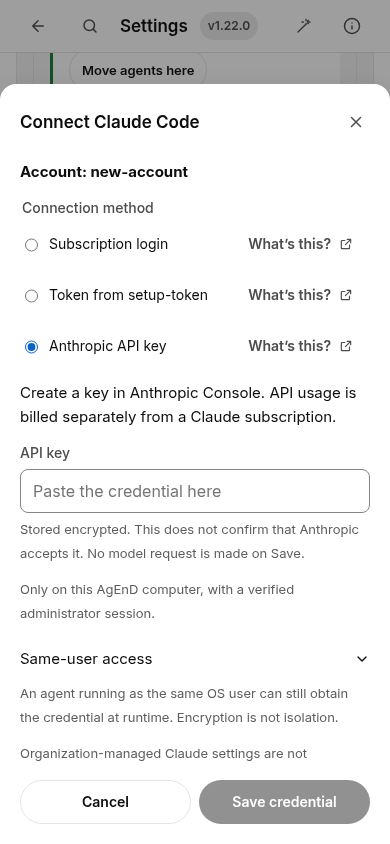 Settings
v1.22.0
Move agents here
Connect Claude Code
Account: new-account
Connection method
Subscription login
What's this?
Token from setup-token
What's this?
Anthropic API key
What's this?
Create a key in Anthropic Console. API usage is
billed separately from a Claude subscription.
API key
Paste the credential here
Stored encrypted. This does not confirm that Anthropic
accepts it. No model request is made on Save.
Only on this AgEnD computer, with a verified
administrator session.
Same-user access
An agent running as the same OS user can still obtain
the credential at runtime. Encryption is not isolation.
Organization-managed Claude settings are not
Cancel
Save credential